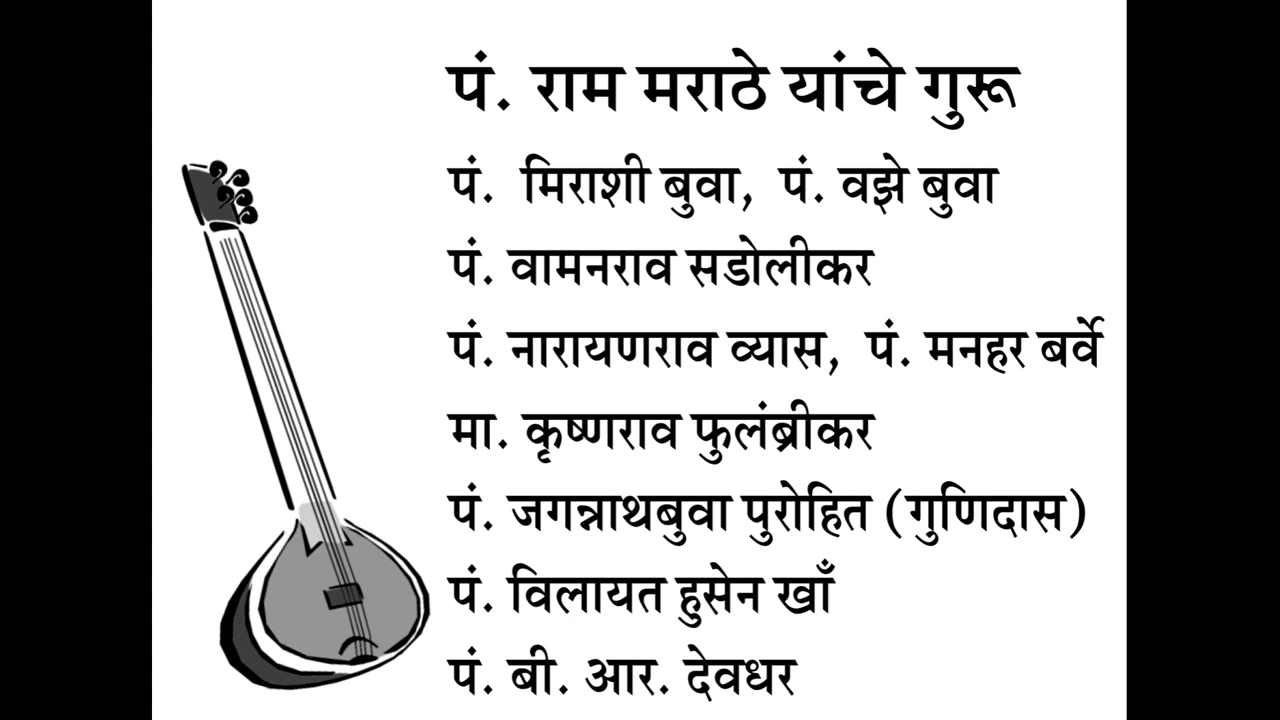 पं. राम मराठे यांचे गुरू
पं. मिराशी बुवा, पं. वझे बुवा
पं. वामनराव सडोलीकर
पं. नारायणराव व्यास, पं. मनहर बर्वे
मा. कृष्णराव फुलंब्रीकर
पं. जगन्नाथबुवा पुरोहित (गुणिदास)
पं. विलायत हुसेन खाँ
पं. बी. आर. देवधर